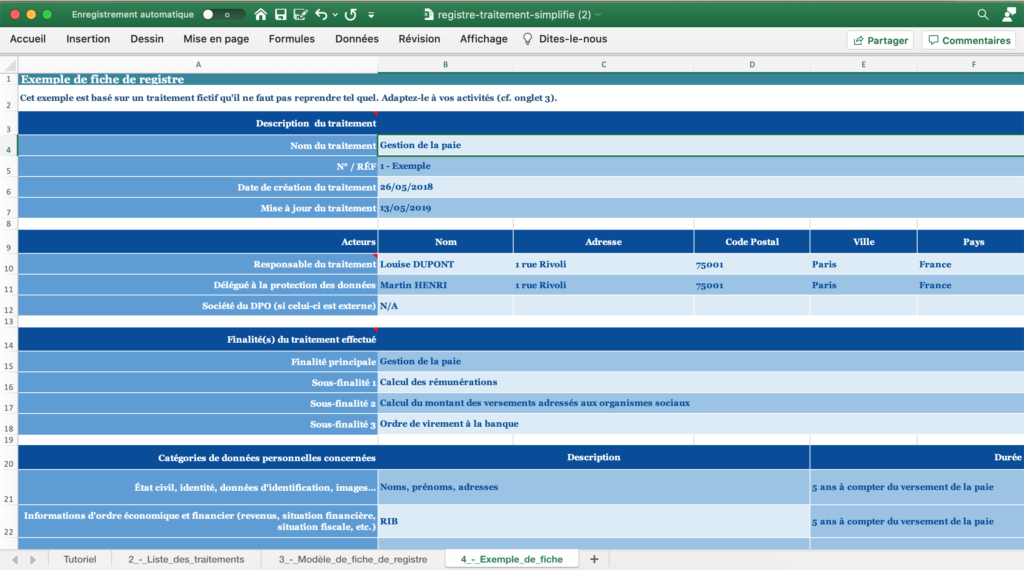 Enregistrement automatique 0 registre-traitement-simplifie (2)
Accueil Insertion Dessin Mise en page Formules Données Révision Affichage Dites-le-nous Partager Commentaires
A B C D E F
1 Exemple de fiche de registre
2 Cet exemple est basé sur un traitement fictif qu'il ne faut pas reprendre tel quel. Adaptez-le à vos activités (cf. onglet 3).
3 Description du traitement
4 Nom du traitement Gestion de la paie
5 N° / RÉF 1 - Exemple
6 Date de création du traitement 26/05/2018
7 Mise à jour du traitement 13/05/2019
8
9 Acteurs Nom Adresse Code Postal Ville Pays
10 Responsable du traitement Louise DUPONT 1 rue Rivoli 75001 Paris France
11 Délégué à la protection des données Martin HENRI 1 rue Rivoli 75001 Paris France
12 Société du DPO (si celui-ci est externe) N/A
13
14 Finalité(s) du traitement effectué
15 Finalité principale Gestion de la paie
16 Sous-finalité 1 Calcul des rémunérations
17 Sous-finalité 2 Calcul du montant des versements adressés aux organismes sociaux
18 Sous-finalité 3 Ordre de virement à la banque
19
20 Catégories de données personnelles concernées Description Durée
21 État civil, identité, données d'identification, images... Noms, prénoms, adresses 5 ans à compter du versement de la paie
Informations d'ordre économique et financier (revenus, situation financière,
22 situation fiscale, etc.) RIB 5 ans à compter du versement de la paie
Tutoriel 2_-_Liste_des_traitements 3_-_Modèle_de_fiche_de_registre 4_-_Exemple_de_fiche +